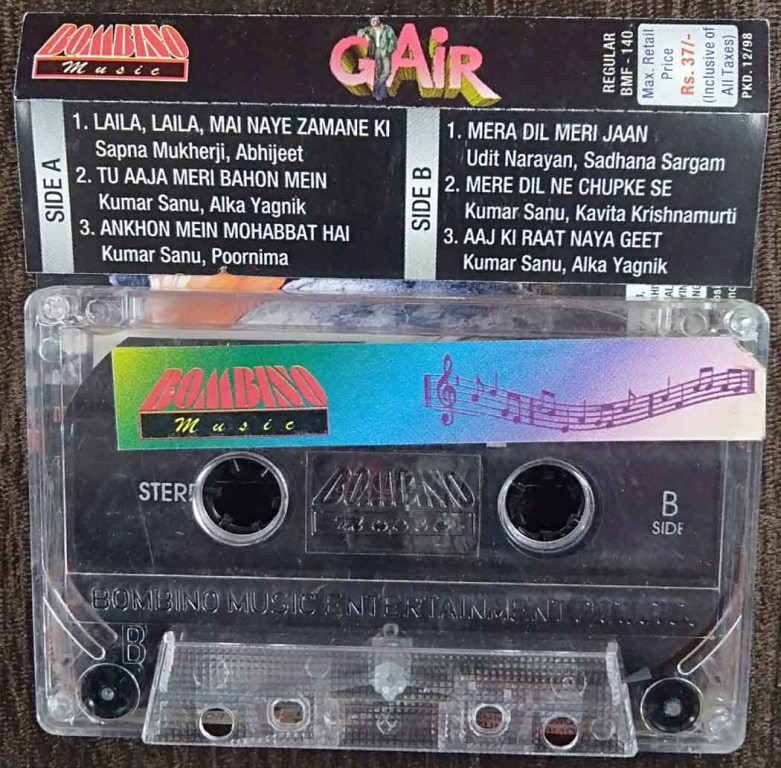 BOMBINO
Music
GAIR
REGULAR
BMF - 140
Max. Retail
Price
Rs. 37/-
(Inclusive of
All Taxes)
PKD. 12/98
SIDE A
1. LAILA, LAILA, MAI NAYE ZAMANE KI
Sapna Mukherji, Abhijeet
2. TU AAJA MERI BAHON MEIN
Kumar Sanu, Alka Yagnik
3. ANKHON MEIN MOHABBAT HAI
Kumar Sanu, Poornima
SIDE B
1. MERA DIL MERI JAAN
Udit Narayan, Sadhana Sargam
2. MERE DIL NE CHUPKE SE
Kumar Sanu, Kavita Krishnamurti
3. AAJ KI RAAT NAYA GEET
Kumar Sanu, Alka Yagnik
BOMBINO
Music
BOMBINO
B
SIDE
BOMBINO MUSIC ENTERTAINMENT
B